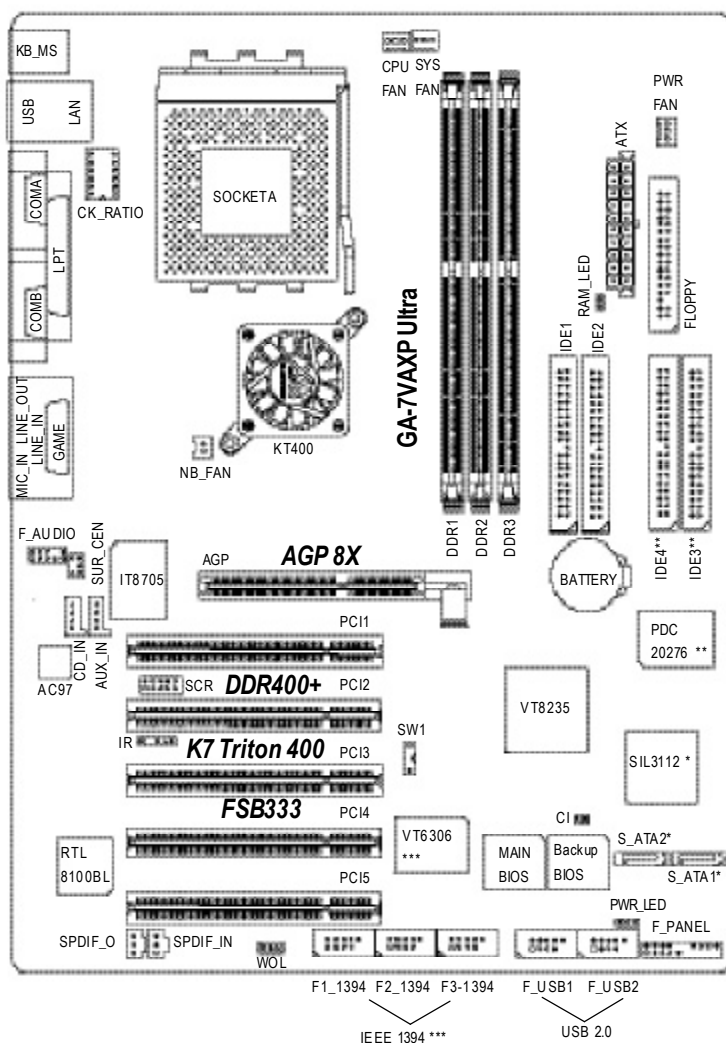 KB_MS
CPU SYS
FAN FAN
PWR
FAN
USB
LAN
ATX
CK_RATIO
SOCKETA
COMA
LPT
COMB
RAM_LED
FLOPPY
IDE1
IDE2
GA-7VAXP Ultra
KT400
NB_FAN
MIC_IN LINE_OUT
LINE_IN
GAME
DDR1
DDR2
DDR3
IDE4**
IDE3**
F_AUDIO
SUR_CEN
IT8705
AGP
AGP 8X
BATTERY
PCI1
PDC
20276 **
CD_IN
AUX_IN
AC97
SCR
DDR400+
PCI2
VT8235
IR
K7 Triton 400
PCI3
SW1
SIL3112 *
FSB333
PCI4
CI
VT6306
***
RTL
8100BL
MAIN
BIOS
Backup
BIOS
S_ATA2*
S_ATA1*
PCI5
PWR_LED
F_PANEL
SPDIF_O
SPDIF_IN
WOL
F1_1394 F2_1394 F3-1394
F_USB1 F_USB2
IEEE 1394 ***
USB 2.0